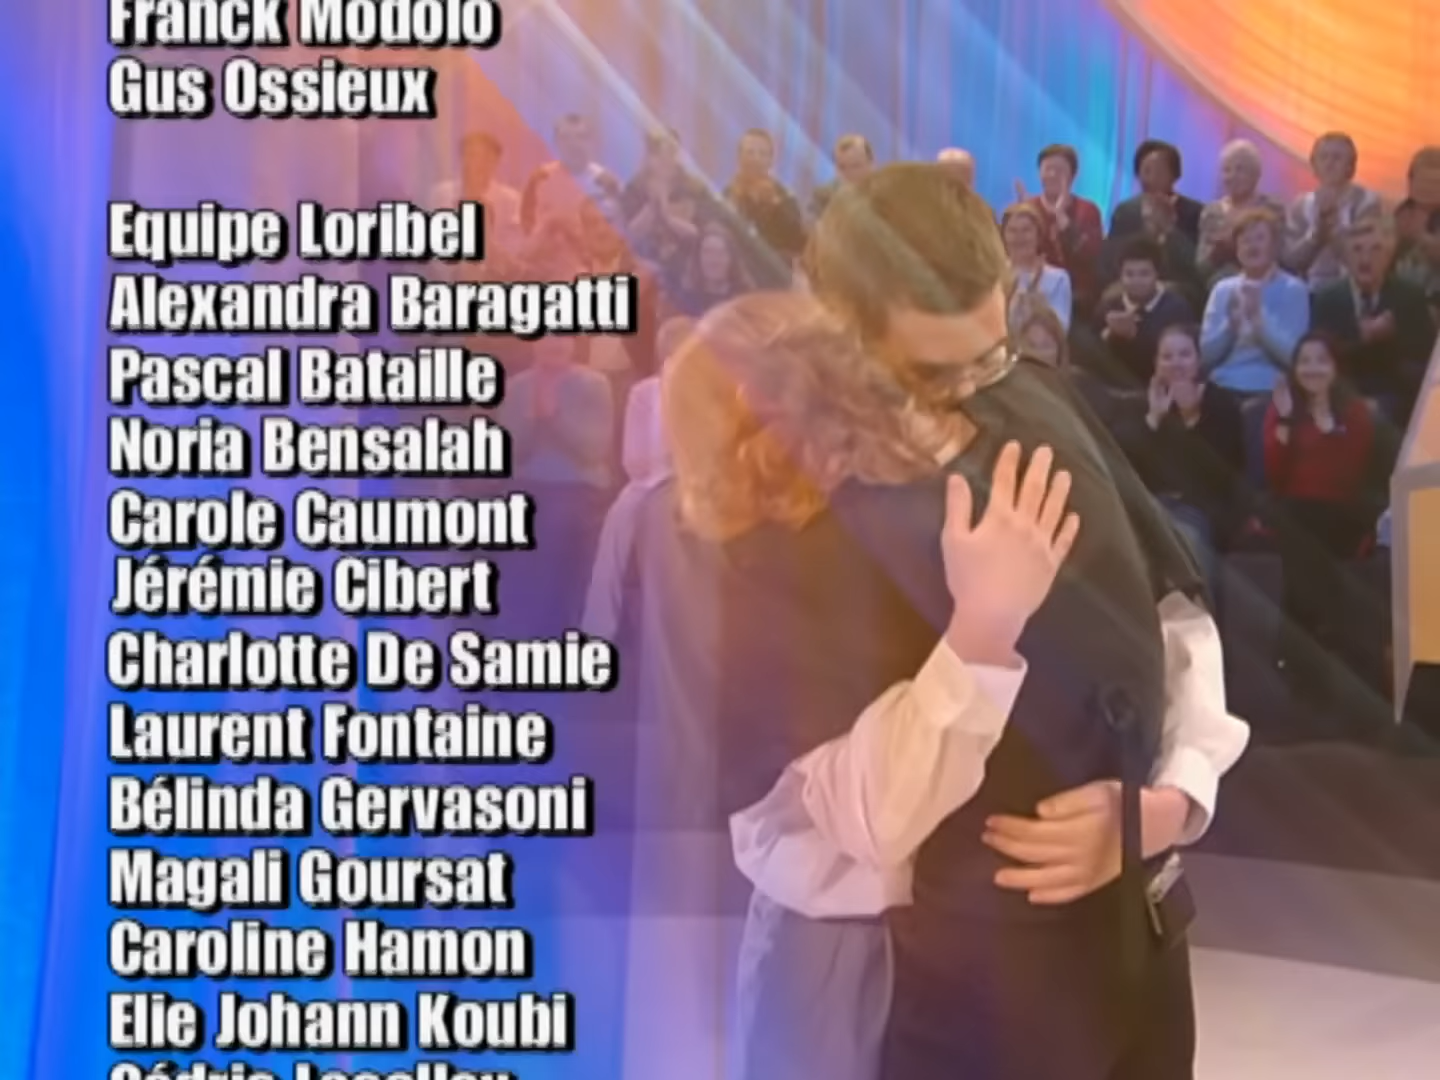 Franck Modolo
Gus Ossieux
Equipe Loribel
Alexandra Baragatti
Pascal Bataille
Noria Bensalah
Carole Caumont
Jérémie Cibert
Charlotte De Samie
Laurent Fontaine
Bélinda Gervasoni
Magali Goursat
Caroline Hamon
Elie Johann Koubi